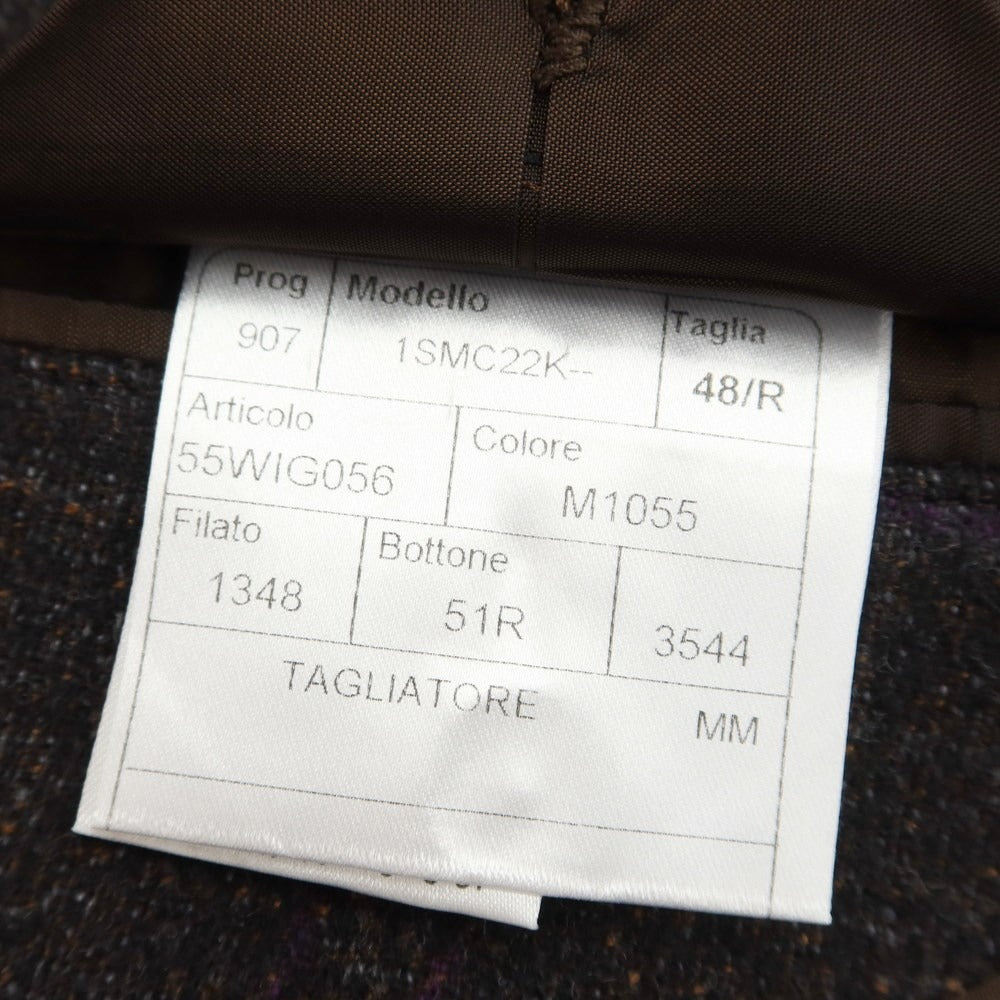 Prog Modello Taglia
907 1SMC22K-- 48/R
Articolo Colore
55WIG056 M1055
Filato Bottone
1348 51R 3544
TAGLIATORE MM